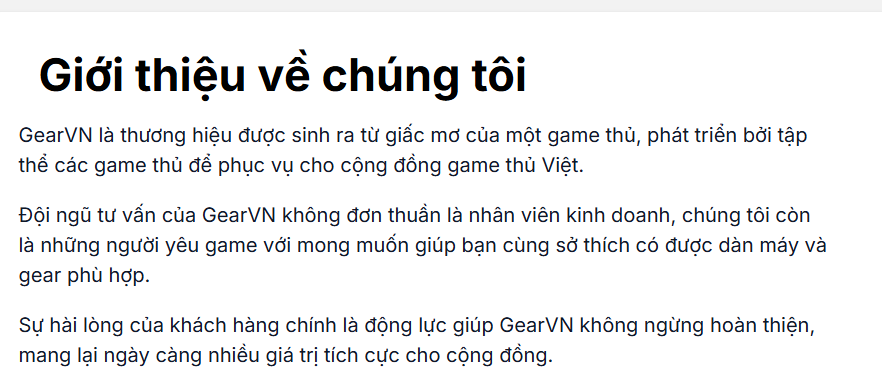 Giới thiệu về chúng tôi
GearVN là thương hiệu được sinh ra từ giấc mơ của một game thủ, phát triển bởi tập
thể các game thủ để phục vụ cho cộng đồng game thủ Việt.
Đội ngũ tư vấn của GearVN không đơn thuần là nhân viên kinh doanh, chúng tôi còn
là những người yêu game với mong muốn giúp bạn cùng sở thích có được dàn máy và
gear phù hợp.
Sự hài lòng của khách hàng chính là động lực giúp GearVN không ngừng hoàn thiện,
mang lại ngày càng nhiều giá trị tích cực cho cộng đồng.